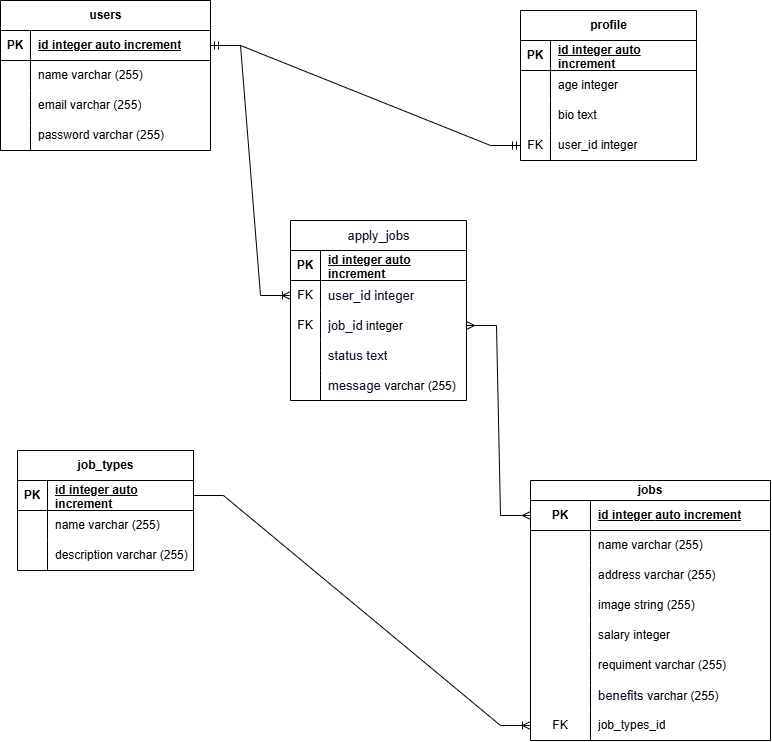 users
PK id integer auto increment
name varchar (255)
email varchar (255)
password varchar (255)
profile
PK id integer auto
increment
age integer
bio text
FK user_id integer
apply_jobs
PK id integer auto
increment
FK user_id integer
FK job_id integer
status text
message varchar (255)
job_types
PK id integer auto
increment
name varchar (255)
description varchar (255)
jobs
PK id integer auto increment
name varchar (255)
address varchar (255)
image string (255)
salary integer
requiment varchar (255)
benefits varchar (255)
FK job_types_id